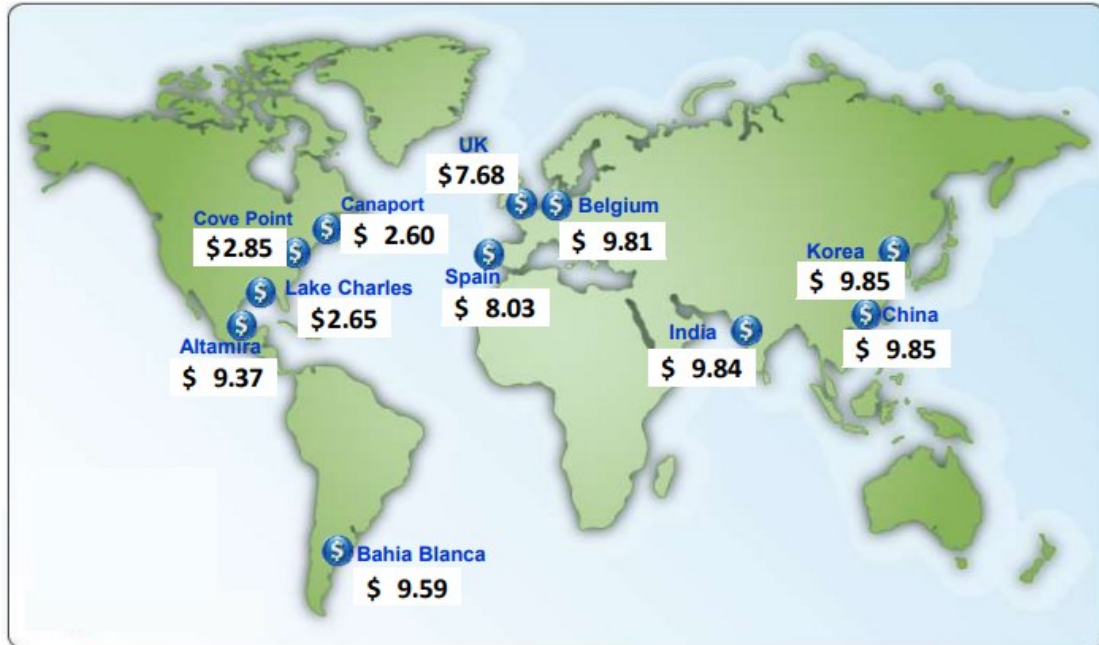 UK
$7.68
Canaport
$ 2.60
Cove Point
$2.85
Belgium
$ 9.81
Korea
$ 9.85
Spain
$ 8.03
Lake Charles
$2.65
China
$ 9.85
India
$ 9.84
Altamira
$ 9.37
Bahia Blanca
$ 9.59